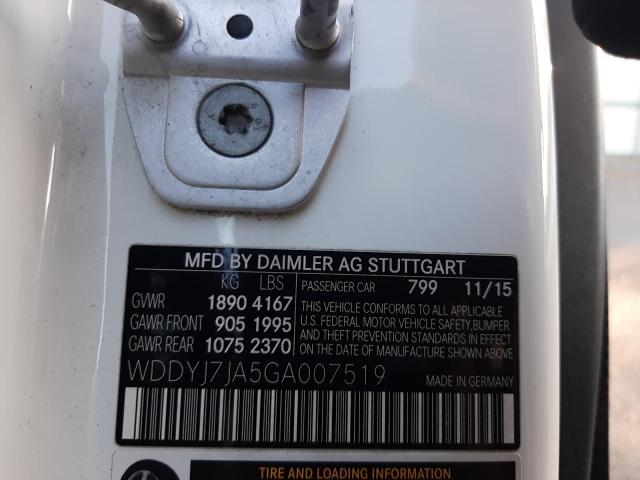 MFD BY DAIMLER AG STUTTGART
KG LBS
GVWR 1890 4167
GAWR FRONT 905 1995
GAWR REAR 1075 2370
PASSENGER CAR 799 11/15
THIS VEHICLE CONFORMS TO ALL APPLICABLE
U.S. FEDERAL MOTOR VEHICLE SAFETY,BUMPER
AND THEFT PREVENTION STANDARDS IN EFFECT
ON THE DATE OF MANUFACTURE SHOWN ABOVE.
WDDYJ7JA5GA007519 MADE IN GERMANY
TIRE AND LOADING INFORMATION